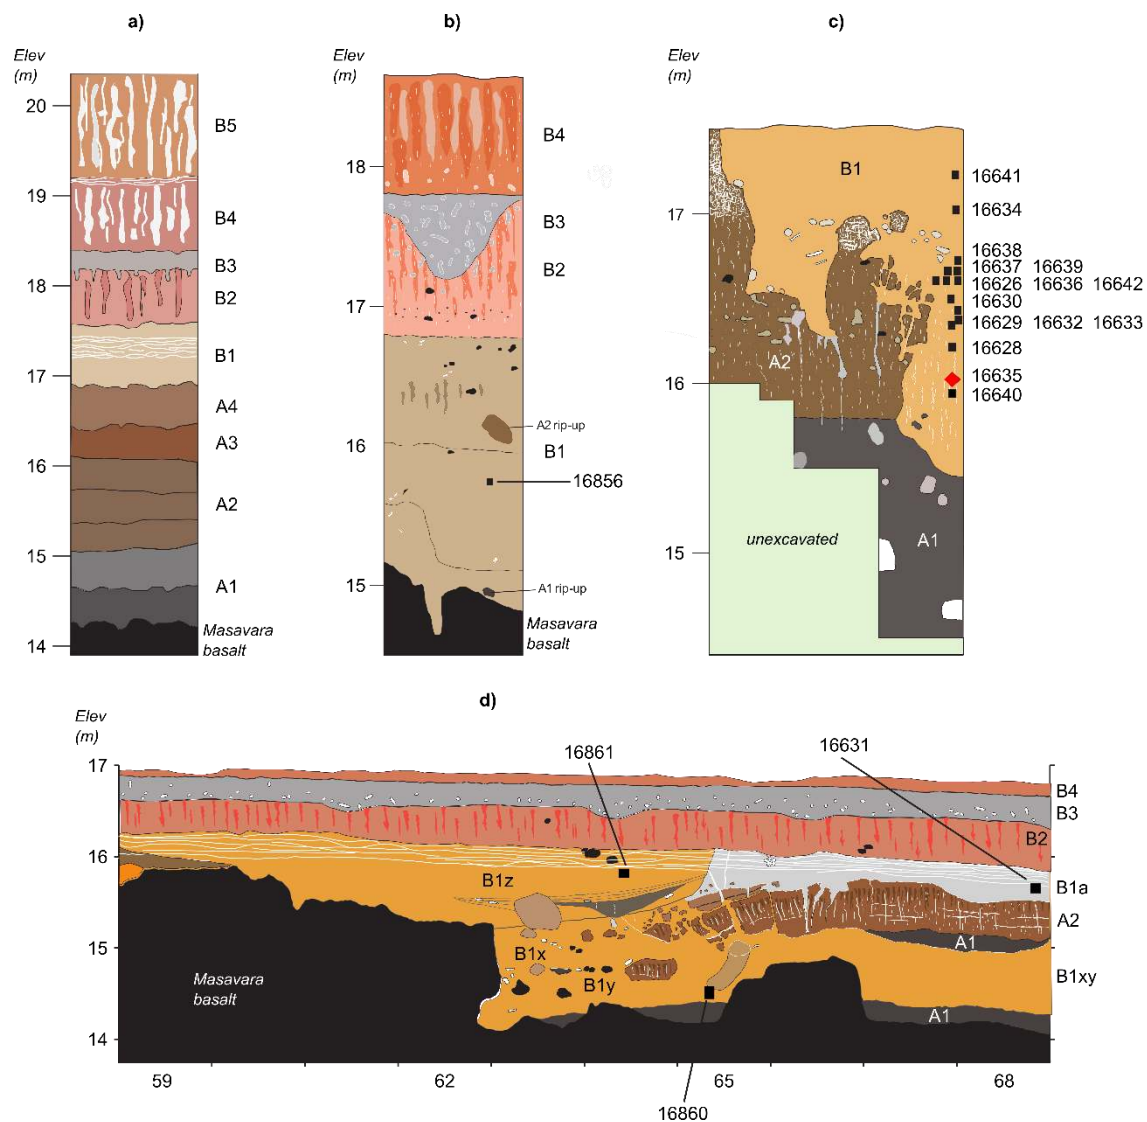 a)
Elev
(m)
20
19
18
17
16
15
14
B5
B4
B3
B2
B1
A4
A3
A2
A1
Masavara
basalt
b)
Elev
(m)
18
17
16
15
B4
B3
B2
A2 rip-up
B1
16856
A1 rip-up
Masavara
basalt
c)
Elev
(m)
17
16
15
B1
A2
A1
unexcavated
16641
16634
16638
16637 16639
16626 16636 16642
16630
16629 16632 16633
16628
16635
16640
d)
Elev
(m)
17
16
15
14
16861
16631
B4
B3
B2
B1z
B1a
A2
A1
B1x
B1y
B1xy
A1
Masavara
basalt
59
62
65
68
16860